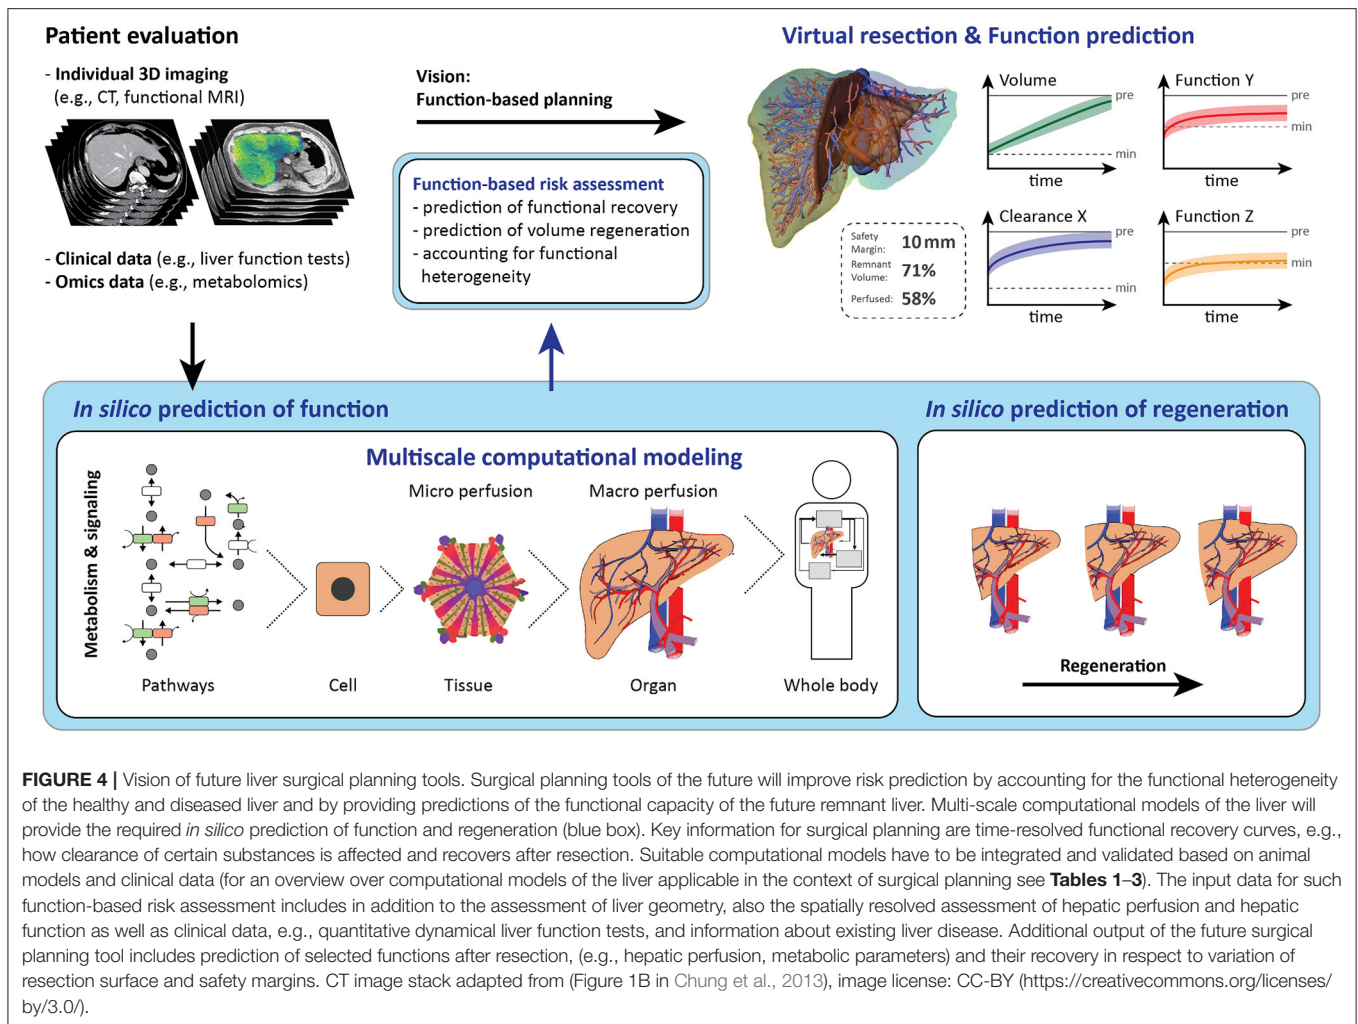 Patient evaluation
- Individual 3D imaging
(e.g., CT, functional MRI)
- Clinical data (e.g., liver function tests)
- Omics data (e.g., metabolomics)
Vision:
Function-based planning
Function-based risk assessment
- prediction of functional recovery
- prediction of volume regeneration
- accounting for functional
heterogeneity
Virtual resection & Function prediction
Safety
Margin:
10 mm
Remnant
Volume:
71%
Perfused:
58%
Volume
pre
min
time
Function Y
pre
min
time
Clearance X
pre
min
time
Function Z
pre
min
time
In silico prediction of function
Multiscale computational modeling
Metabolism & signaling
Micro perfusion
Macro perfusion
Pathways
Cell
Tissue
Organ
Whole body
In silico prediction of regeneration
Regeneration
FIGURE 4 | Vision of future liver surgical planning tools. Surgical planning tools of the future will improve risk prediction by accounting for the functional heterogeneity
of the healthy and diseased liver and by providing predictions of the functional capacity of the future remnant liver. Multi-scale computational models of the liver will
provide the required in silico prediction of function and regeneration (blue box). Key information for surgical planning are time-resolved functional recovery curves, e.g.,
how clearance of certain substances is affected and recovers after resection. Suitable computational models have to be integrated and validated based on animal
models and clinical data (for an overview over computational models of the liver applicable in the context of surgical planning see Tables 1–3). The input data for such
function-based risk assessment includes in addition to the assessment of liver geometry, also the spatially resolved assessment of hepatic perfusion and hepatic
function as well as clinical data, e.g., quantitative dynamical liver function tests, and information about existing liver disease. Additional output of the future surgical
planning tool includes prediction of selected functions after resection, (e.g., hepatic perfusion, metabolic parameters) and their recovery in respect to variation of
resection surface and safety margins. CT image stack adapted from (Figure 1B in Chung et al., 2013), image license: CC-BY (https://creativecommons.org/licenses/
by/3.0/).